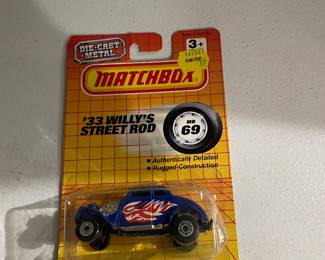 DIE-CAST
METAL
3+
MATCHBOX
'33 WILLY'S
STREET ROD
MB
69
▪ Authentically Detailed
▪ Rugged-Construction